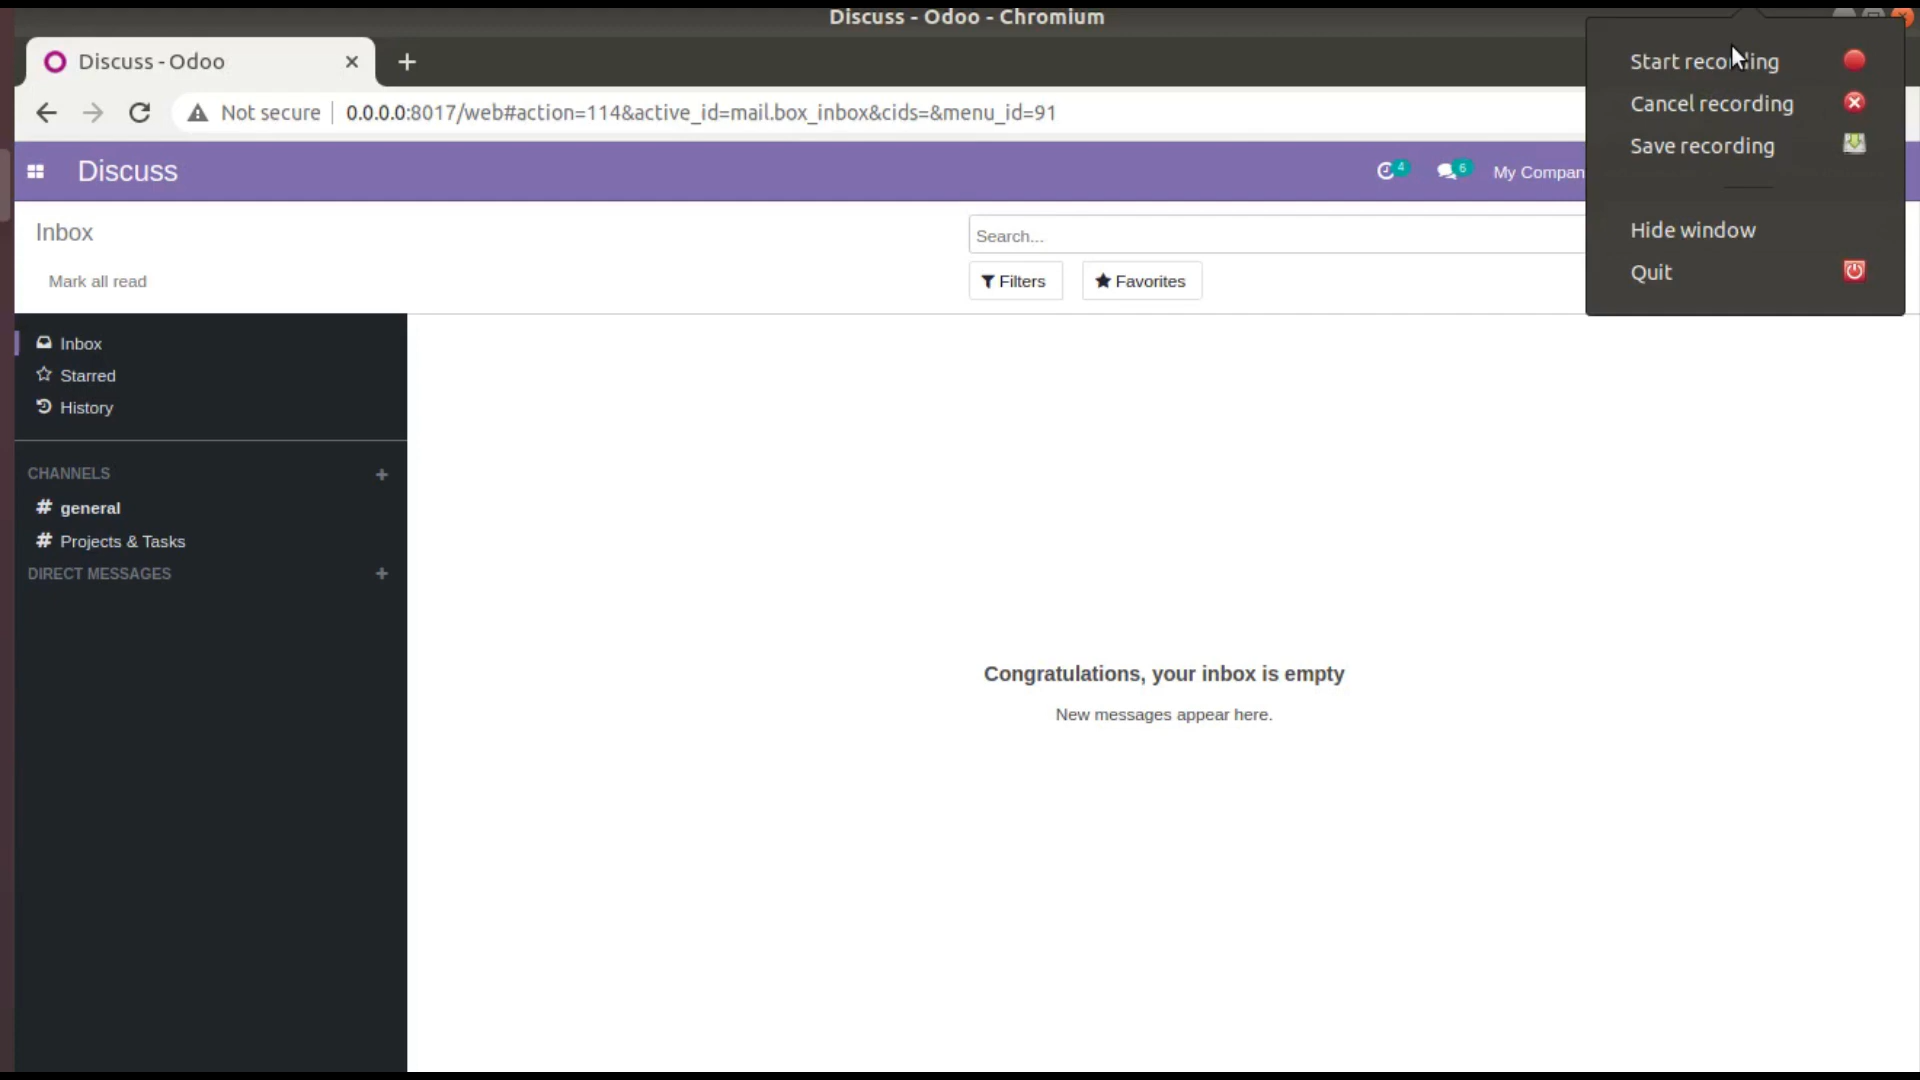 Discuss - Odoo - Chromium
Discuss - Odoo
Not secure
0.0.0.0:8017/web#action=114&active_id=mail.box_inbox&cids=&menu_id=91
Discuss
4
6
My Compan
Start recording
Cancel recording
Save recording
Hide window
Quit
Inbox
Search...
Mark all read
Filters
Favorites
Inbox
Starred
History
CHANNELS
# general
# Projects & Tasks
DIRECT MESSAGES
Congratulations, your inbox is empty
New messages appear here.